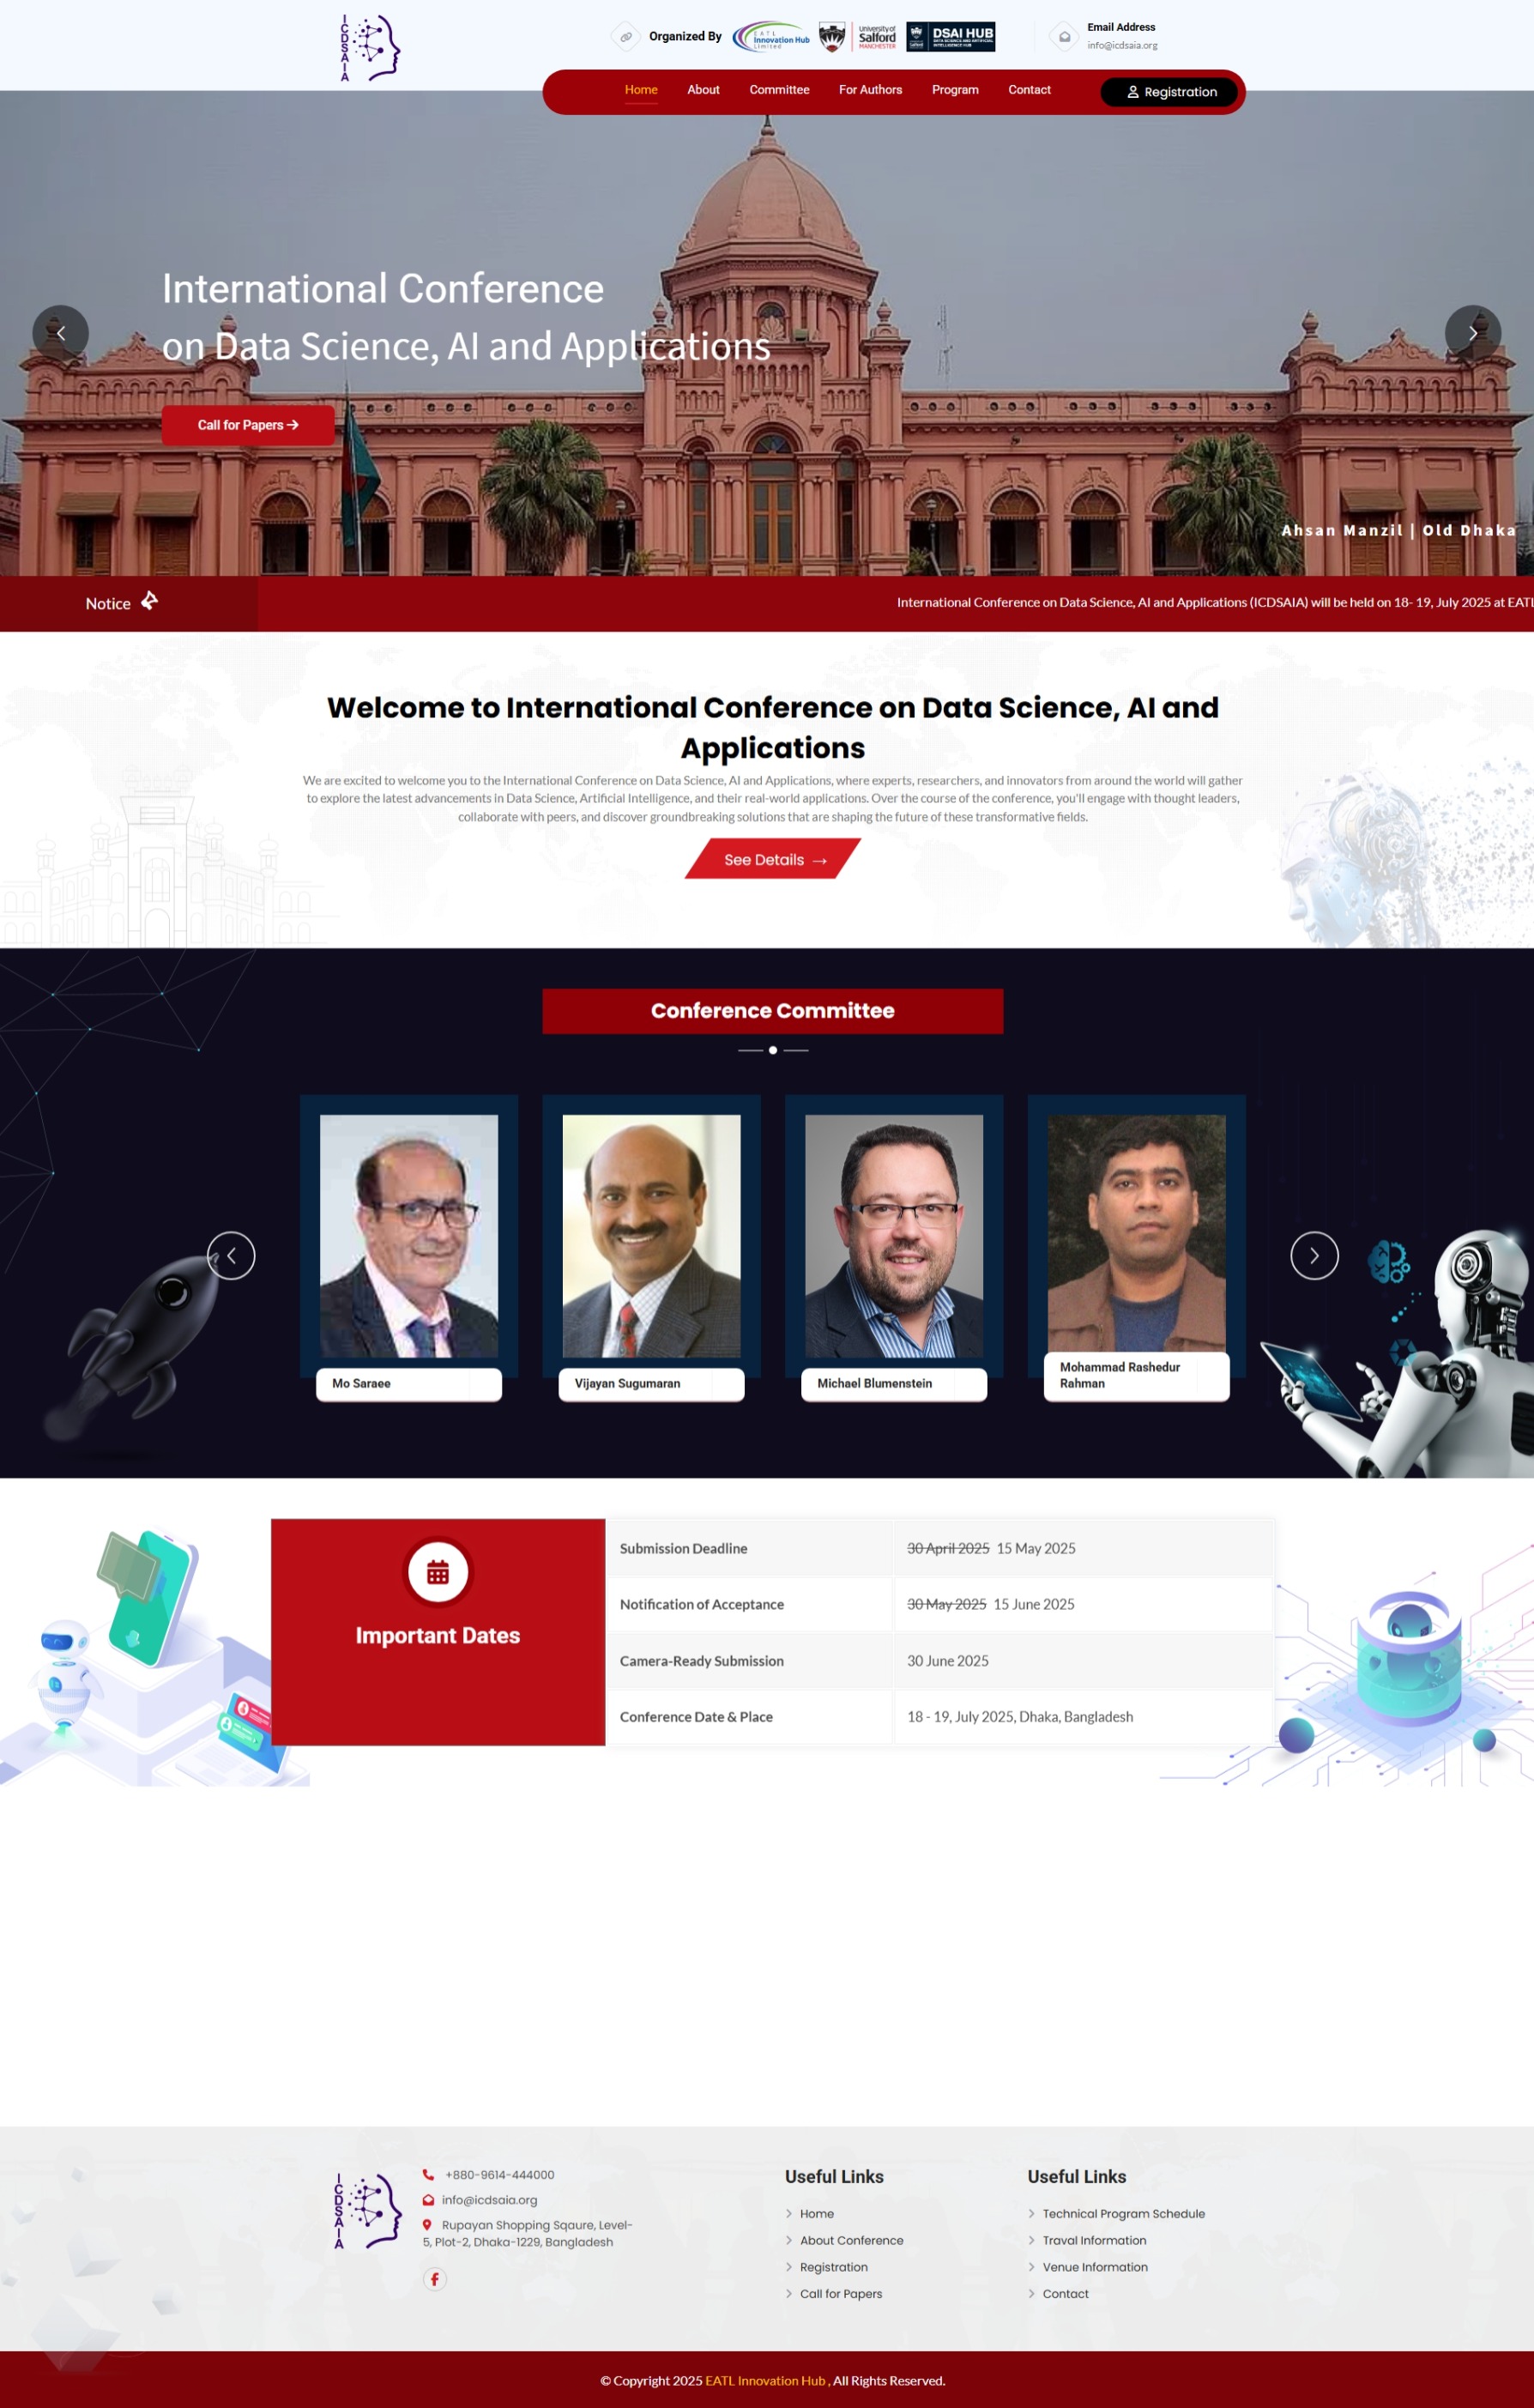 ICDSAIA
Organized By
EATL
Innovation Hub
Limited
University of
Salford
MANCHESTER
DSAI HUB
DATA SCIENCE AND ARTIFICIAL
INTELLIGENCE HUB
Email Address
info@icdsaia.org
Home
About
Committee
For Authors
Program
Contact
Registration
International Conference
on Data Science, AI and Applications
Call for Papers
Ahsan Manzil | Old Dhaka
Notice
International Conference on Data Science, AI and Applications (ICDSAIA) will be held on 18- 19, July 2025 at EATL
Welcome to International Conference on Data Science, AI and
Applications
We are excited to welcome you to the International Conference on Data Science, AI and Applications, where experts, researchers, and innovators from around the world will gather
to explore the latest advancements in Data Science, Artificial Intelligence, and their real-world applications. Over the course of the conference, you'll engage with thought leaders,
collaborate with peers, and discover groundbreaking solutions that are shaping the future of these transformative fields.
See Details →
Conference Committee
Mo Saraee
Vijayan Sugumaran
Michael Blumenstein
Mohammad Rashedur
Rahman
Important Dates
Submission Deadline
30 April 2025 15 May 2025
Notification of Acceptance
30 May 2025 15 June 2025
Camera-Ready Submission
30 June 2025
Conference Date & Place
18 - 19, July 2025, Dhaka, Bangladesh
ICDSAIA
+880-9614-444000
info@icdsaia.org
Rupayan Shopping Sqaure, Level-
5, Plot-2, Dhaka-1229, Bangladesh
Useful Links
Home
About Conference
Registration
Call for Papers
Useful Links
Technical Program Schedule
Traval Information
Venue Information
Contact
© Copyright 2025 EATL Innovation Hub , All Rights Reserved.